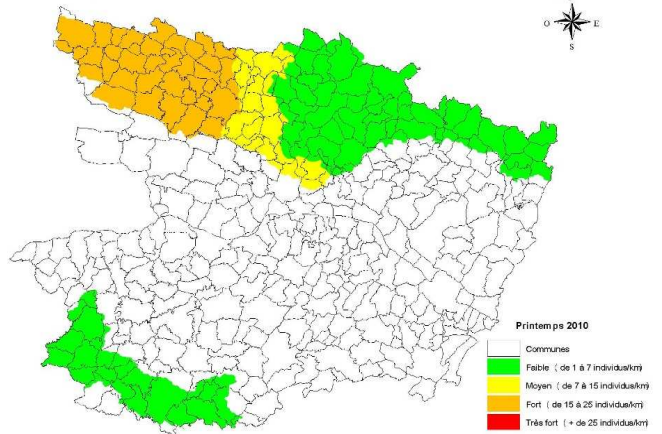 O E
S
Printemps 2010
Communes
Faible ( de 1 à 7 individus/km)
Moyen ( de 7 à 15 individus/km)
Fort ( de 15 à 25 individus/km)
Très fort ( + de 25 individus/km)